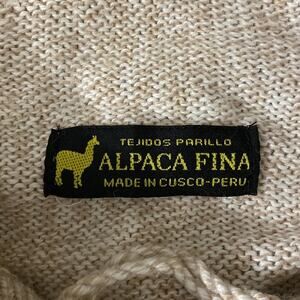 TEJIDOS PARILLO
ALPACA FINA
MADE IN CUSCO-PERU